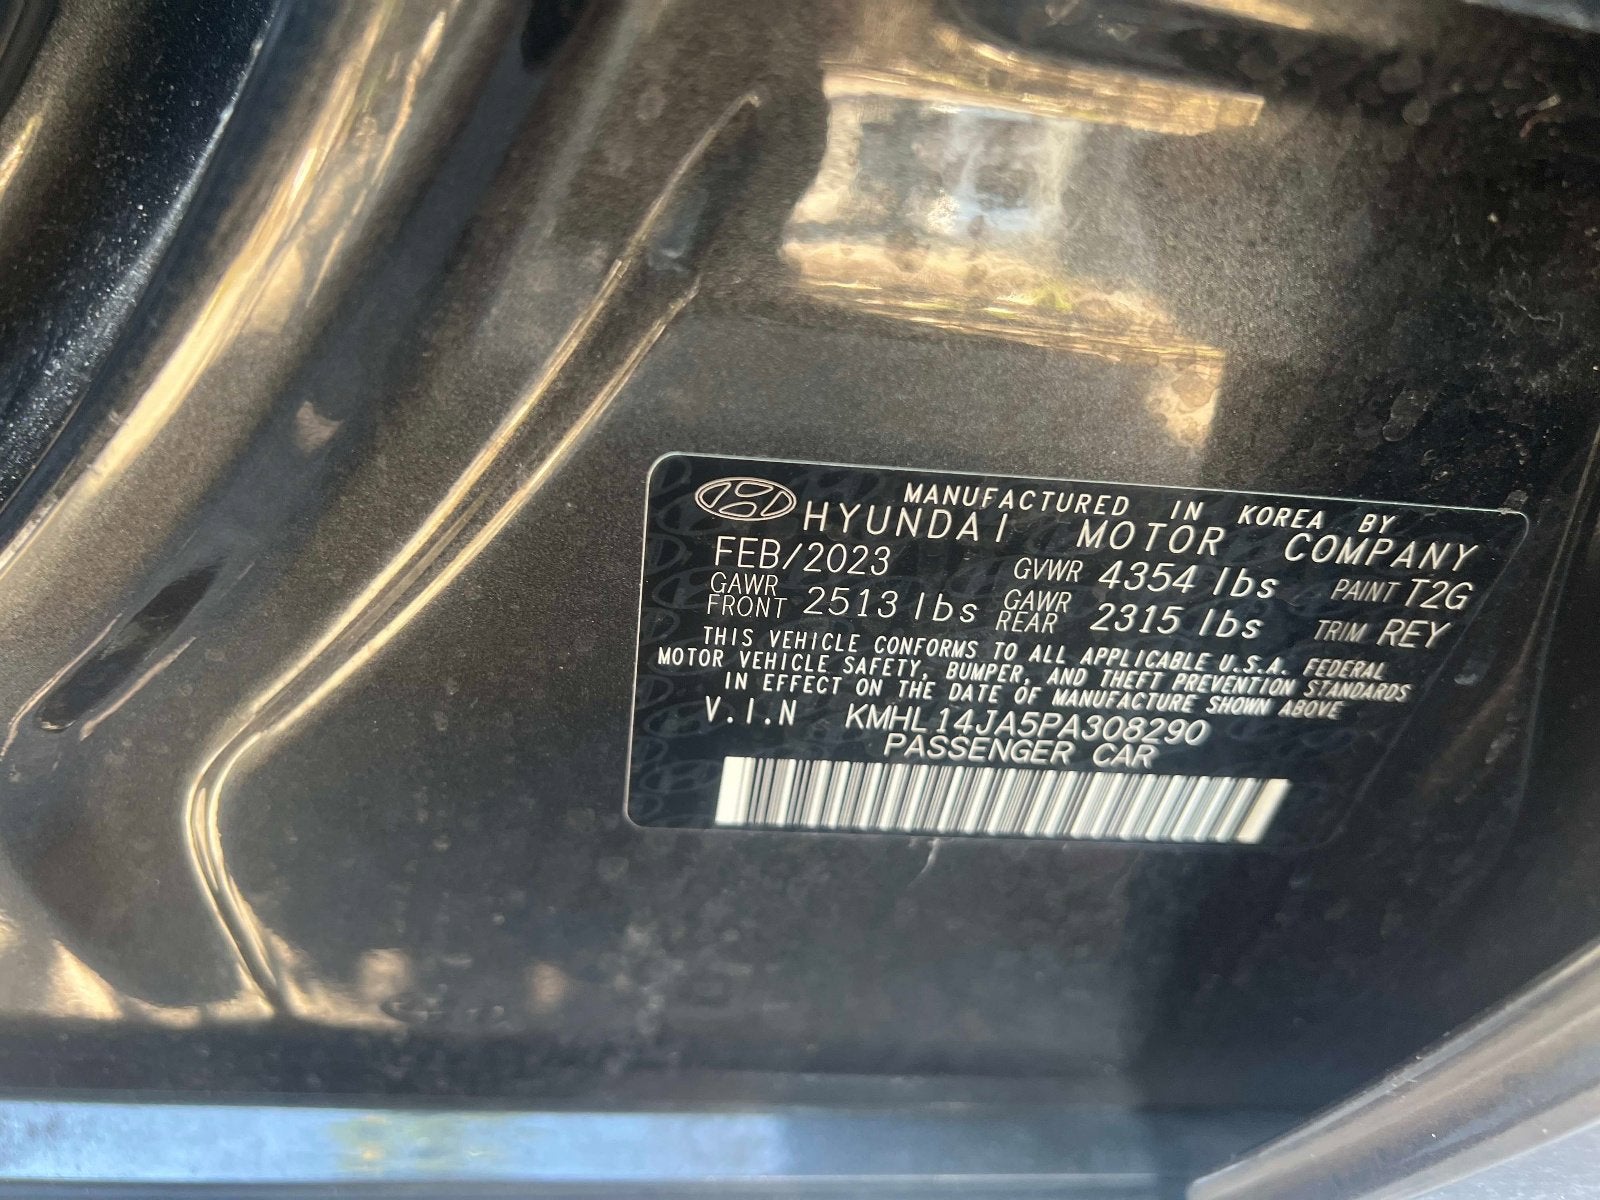 MANUFACTURED IN KOREA BY
HYUNDAI MOTOR COMPANY
FEB/2023 GVWR 4354 lbs PAINT T2G
GAWR FRONT 2513 lbs GAWR REAR 2315 lbs TRIM REY
THIS VEHICLE CONFORMS TO ALL APPLICABLE U.S.A. FEDERAL
MOTOR VEHICLE SAFETY, BUMPER, AND THEFT PREVENTION STANDARDS
IN EFFECT ON THE DATE OF MANUFACTURE SHOWN ABOVE
V.I.N KMHL14JA5PA308290
PASSENGER CAR